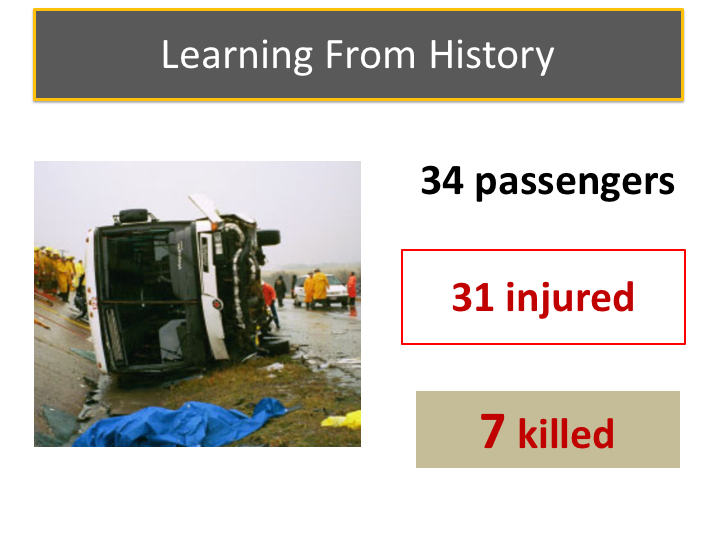 Learning From History
34 passengers
31 injured
7 killed